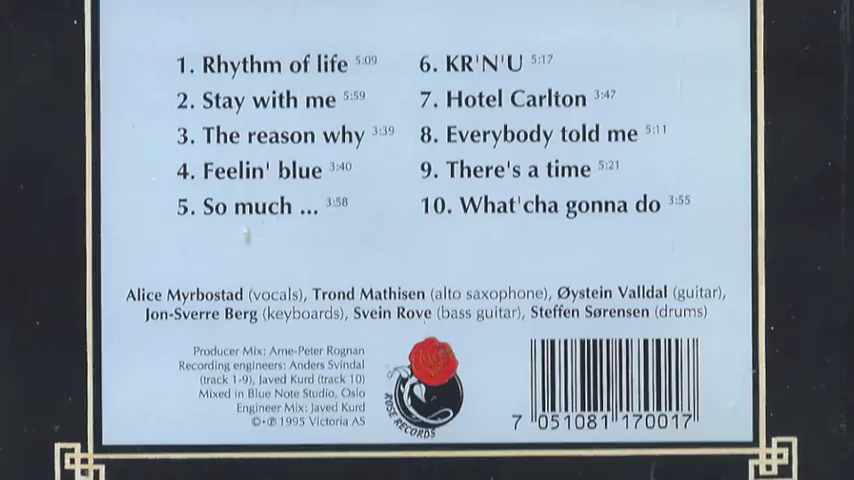 1. Rhythm of life 5:09
2. Stay with me 5:59
3. The reason why 3:39
4. Feelin' blue 3:40
5. So much ... 3:58
6. KR'N'U 5:17
7. Hotel Carlton 3:47
8. Everybody told me 5:11
9. There's a time 5:21
10. What'cha gonna do 3:55
Alice Myrbostad (vocals), Trond Mathisen (alto saxophone), Øystein Valldal (guitar),
Jon-Sverre Berg (keyboards), Svein Rove (bass guitar), Steffen Sørensen (drums)
Producer Mix: Arne-Peter Rognan
Recording engineers: Anders Svindal
(track 1-9), Javed Kurd (track 10)
Mixed in Blue Note Studio, Oslo
Engineer Mix: Javed Kurd
©+℗ 1995 Victoria AS
ROSE RECORDS
7 051081 170017